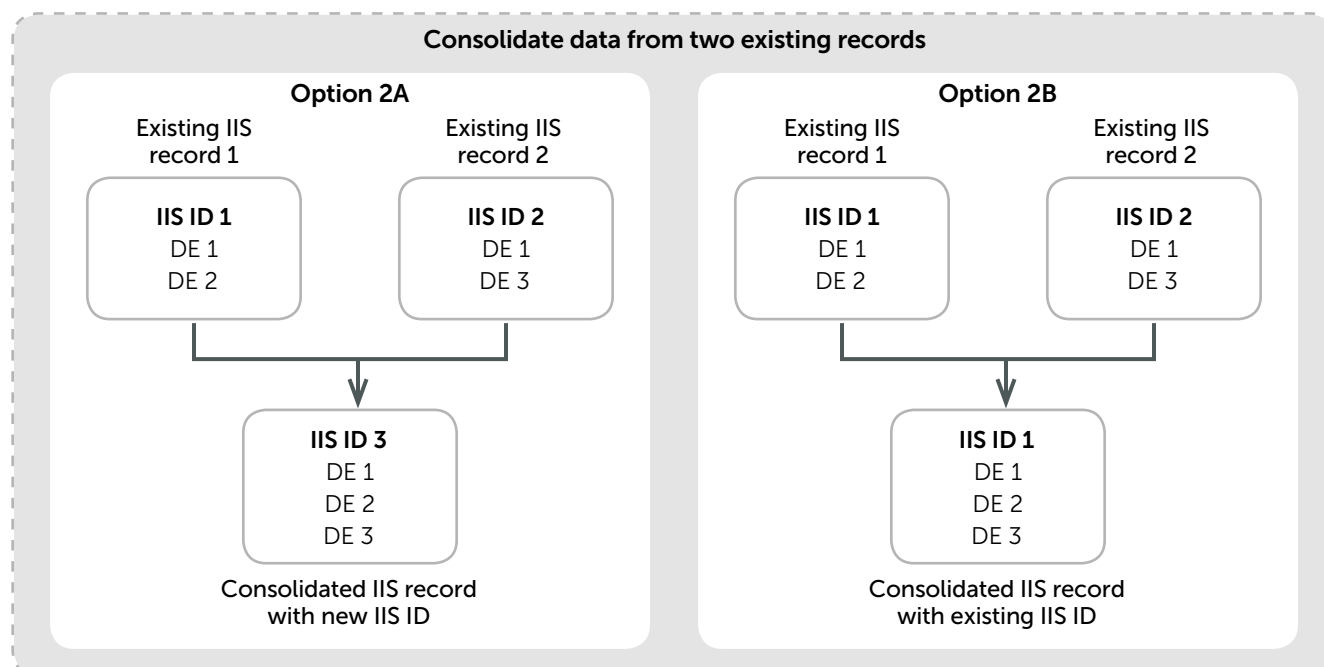 Consolidate data from two existing records
Option 2A
Existing IIS
record 1
Existing IIS
record 2
IIS ID 1
DE 1
DE 2
IIS ID 2
DE 1
DE 3
IIS ID 3
DE 1
DE 2
DE 3
Consolidated IIS record
with new IIS ID
Option 2B
Existing IIS
record 1
Existing IIS
record 2
IIS ID 1
DE 1
DE 2
IIS ID 2
DE 1
DE 3
IIS ID 1
DE 1
DE 2
DE 3
Consolidated IIS record
with existing IIS ID